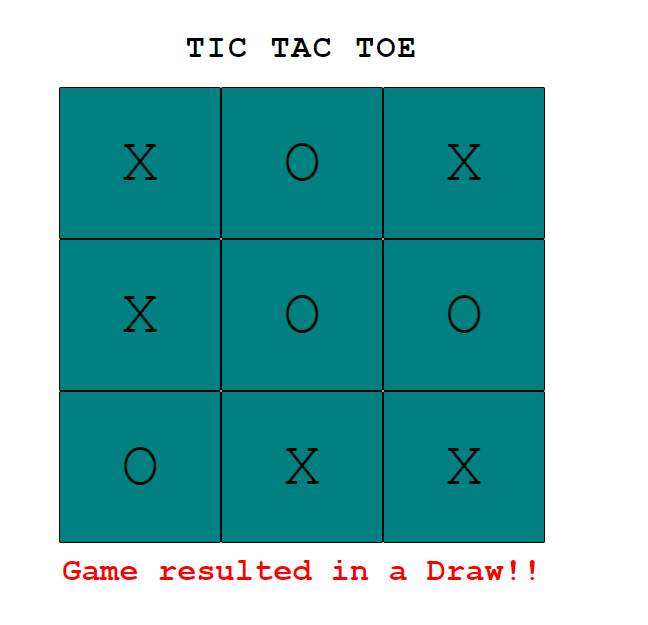 TIC TAC TOE
X O X
X O O
O X X
Game resulted in a Draw!!